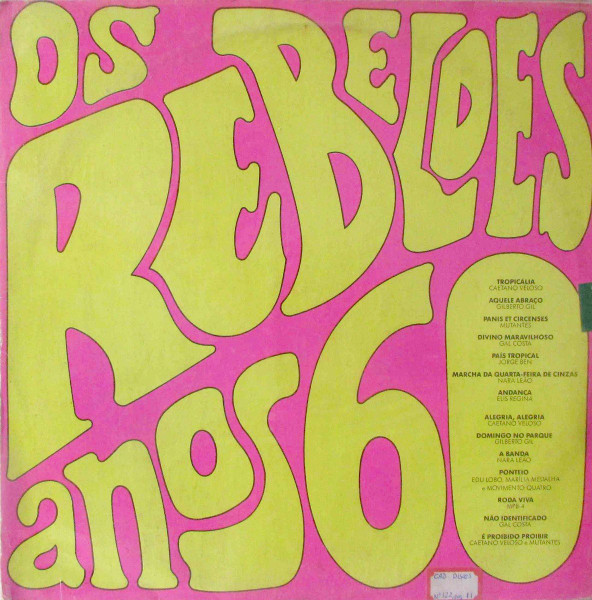 OS
REBELDES
anos 60
TROPICALIA
CAETANO VELOSO
AQUELE ABRAÇO
GILBERTO GIL
PANIS ET CIRCENSES
MUTANTES
DIVINO MARAVILHOSO
GAL COSTA
PAIS TROPICAL
JORGE BEN
MARCHA DA QUARTA-FEIRA DE CINZAS
NARA LEÃO
ANDANÇA
ELIS REGINA
ALEGRIA, ALEGRIA
CAETANO VELOSO
DOMINGO NO PARQUE
GILBERTO GIL
A BANDA
NARA LEÃO
PONTEIO
EDU LOBO, MARÍLIA MEDALHA
e MOVIMENTO QUATRO
RODA VIVA
MPB-4
NÃO IDENTIFICADO
GAL COSTA
É PROIBIDO PROIBIR
CAETANO VELOSO e MUTANTES